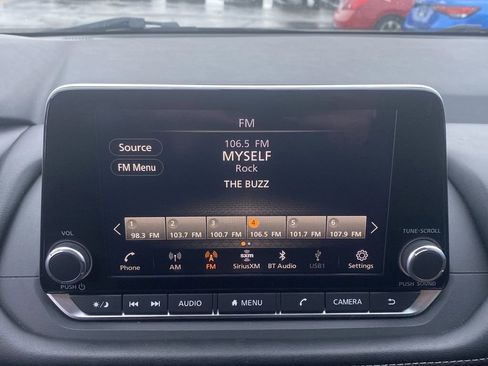 FM
Source
106.5 FM
MYSELF
FM Menu
Rock
THE BUZZ
1 2 3 4 5 6
98.3 FM 103.7 FM 100.7 FM 106.5 FM 101.7 FM 107.9 FM
VOL
TUNE·SCROLL
sxm
Phone AM FM SiriusXM BT Audio USB1 Settings
PUSH
PUSH SOUND
AUDIO MENU CAMERA